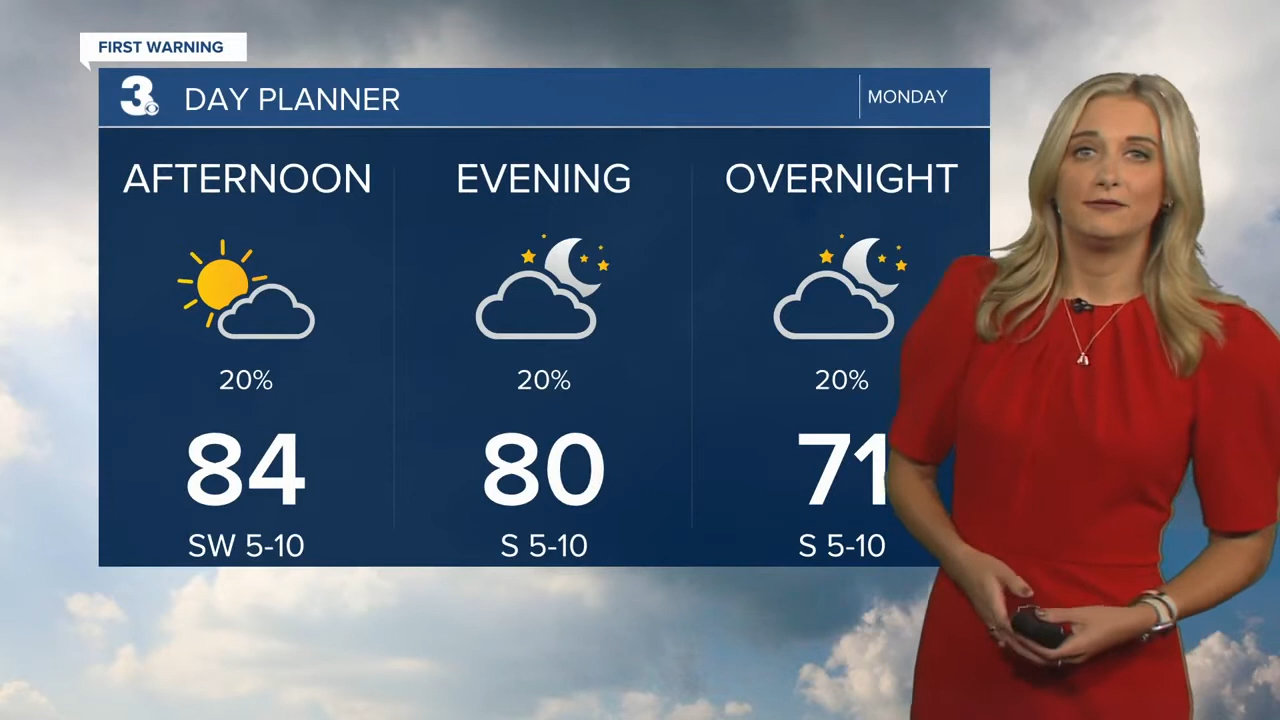 FIRST WARNING
3 DAY PLANNER
MONDAY
AFTERNOON EVENING OVERNIGHT
20% 20% 20%
84 80 71
SW 5-10 S 5-10 S 5-10